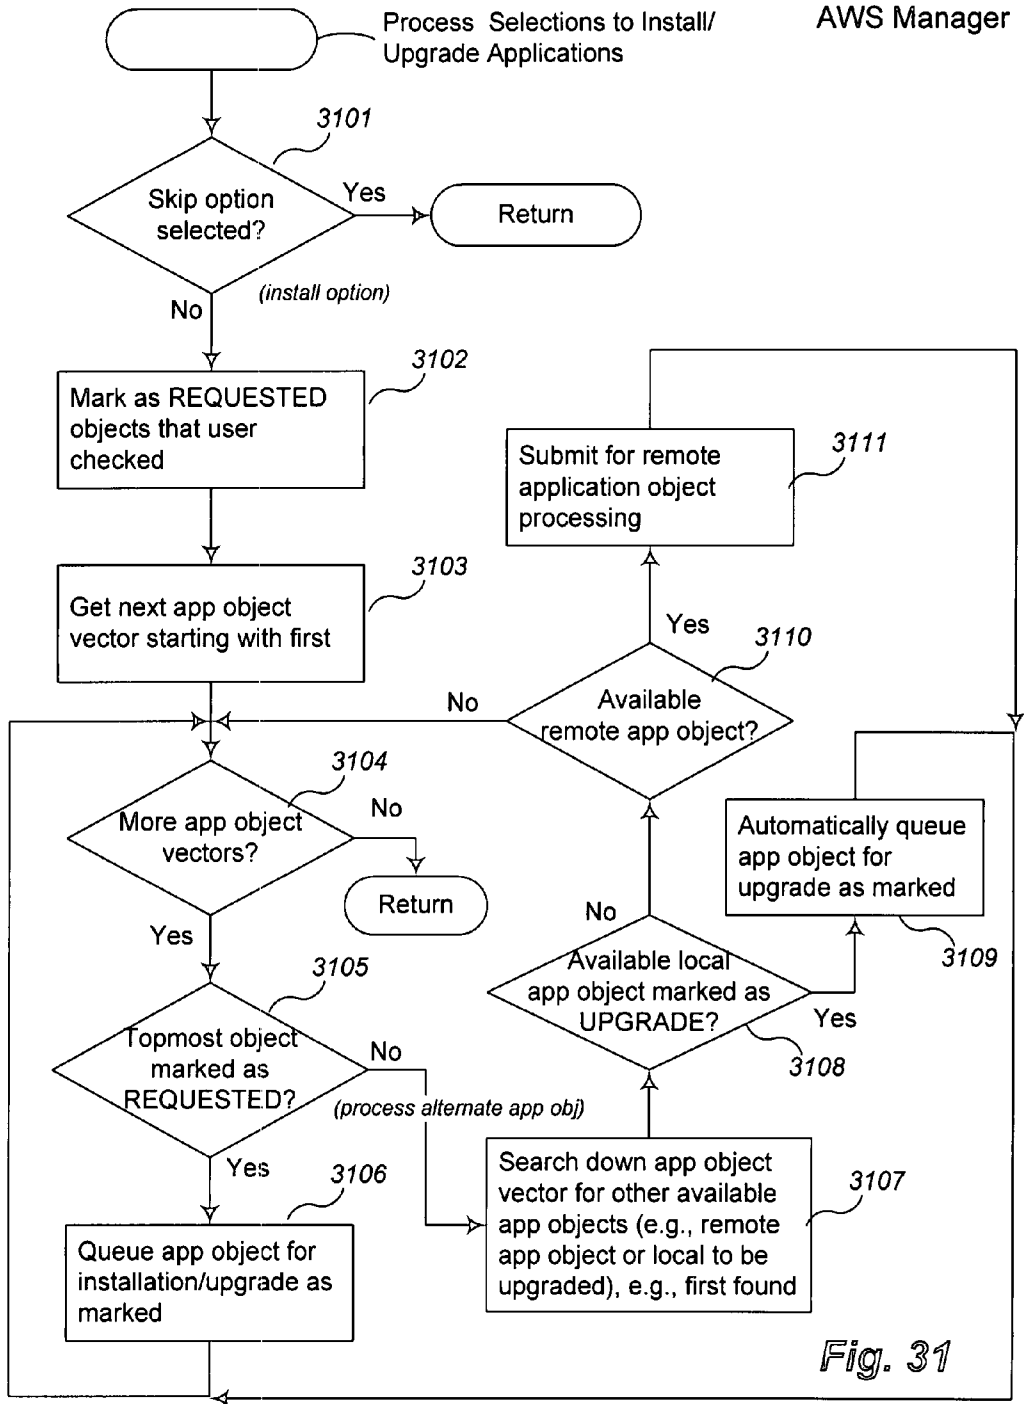 Process Selections to Install/
Upgrade Applications
AWS Manager
3101
Skip option
selected?
Yes
Return
No
(install option)
3102
Mark as REQUESTED
objects that user
checked
3103
Get next app object
vector starting with first
3104
More app object
vectors?
No
Return
Yes
3105
Topmost object
marked as
REQUESTED?
No
(process alternate app obj)
Yes
3106
Queue app object for
installation/upgrade as
marked
3107
Search down app object
vector for other available
app objects (e.g., remote
app object or local to be
upgraded), e.g., first found
3108
Available local
app object marked as
UPGRADE?
Yes
No
3109
Automatically queue
app object for
upgrade as marked
3110
Available
remote app object?
No
Yes
3111
Submit for remote
application object
processing
Fig. 31